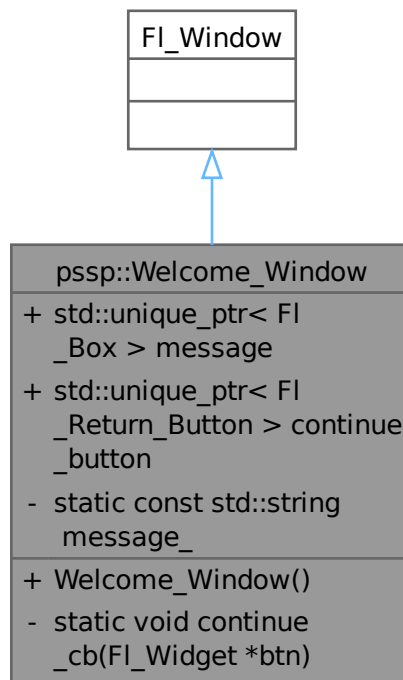 Fl_Window
pssp::Welcome_Window
+ std::unique_ptr< Fl
_Box > message
+ std::unique_ptr< Fl
_Return_Button > continue
_button
- static const std::string
message_
+ Welcome_Window()
- static void continue
_cb(Fl_Widget *btn)